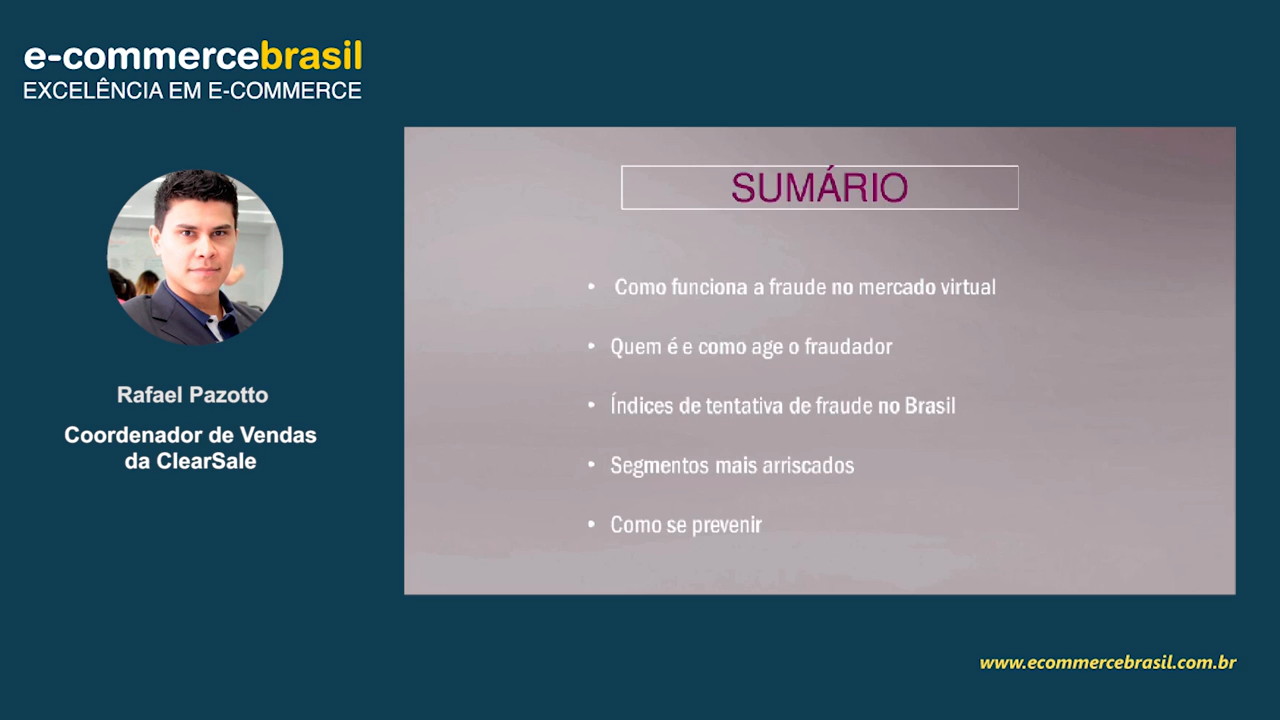 e-commercebrasil
EXCELÊNCIA EM E-COMMERCE
Rafael Pazotto
Coordenador de Vendas
da ClearSale
SUMÁRIO
• Como funciona a fraude no mercado virtual
• Quem é e como age o fraudador
• Índices de tentativa de fraude no Brasil
• Segmentos mais arriscados
• Como se prevenir
www.ecommercebrasil.com.br